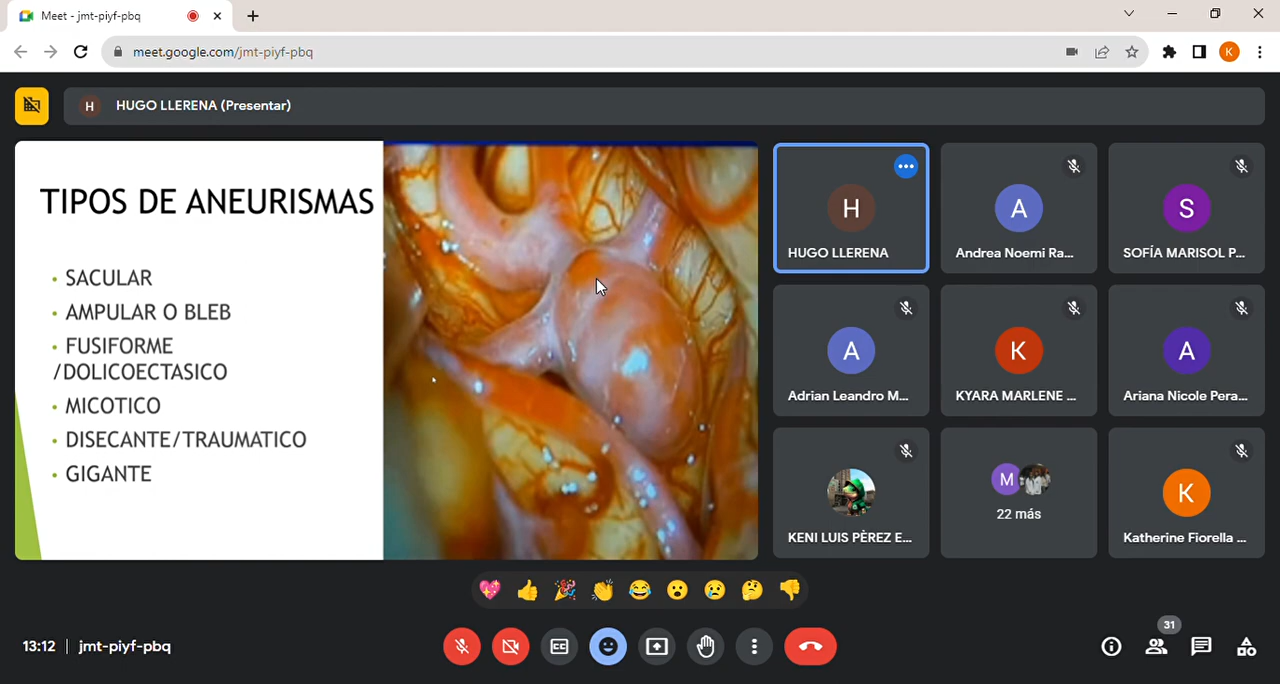 Meet - jmt-piyf-pbq
meet.google.com/jmt-piyf-pbq
K
H HUGO LLERENA (Presentar)
TIPOS DE ANEURISMAS
• SACULAR
• AMPULAR O BLEB
• FUSIFORME
/DOLICOECTASICO
• MICOTICO
• DISECANTE/TRAUMATICO
• GIGANTE
H
HUGO LLERENA
A
Andrea Noemi Ra...
S
SOFÍA MARISOL P...
A
Adrian Leandro M...
K
KYARA MARLENE ...
A
Ariana Nicole Pera...
KENI LUIS PÈREZ E...
M
22 más
K
Katherine Fiorella ...
13:12 | jmt-piyf-pbq
CC
31